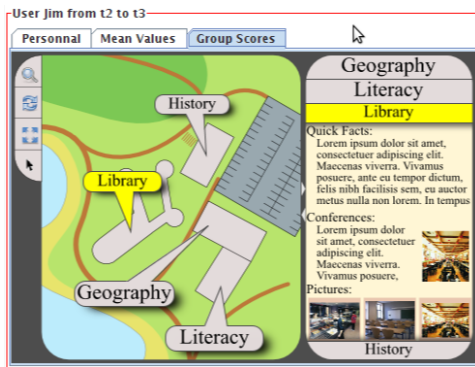 User Jim from t2 to t3
Personnal
Mean Values
Group Scores
History
Library
Geography
Literacy
Geography
Literacy
Library
Quick Facts:
Lorem ipsum dolor sit amet,
consectetuer adipiscing elit.
Maecenas viverra. Vivamus
posuere, ante eu tempor dictum,
felis nibh facilisis sem, eu auctor
metus nulla non lorem. In tempus
Conferences:
Lorem ipsum dolor
sit amet, consectetuer
adipiscing elit.
Maecenas viverra.
Vivamus posuere,
Pictures:
History